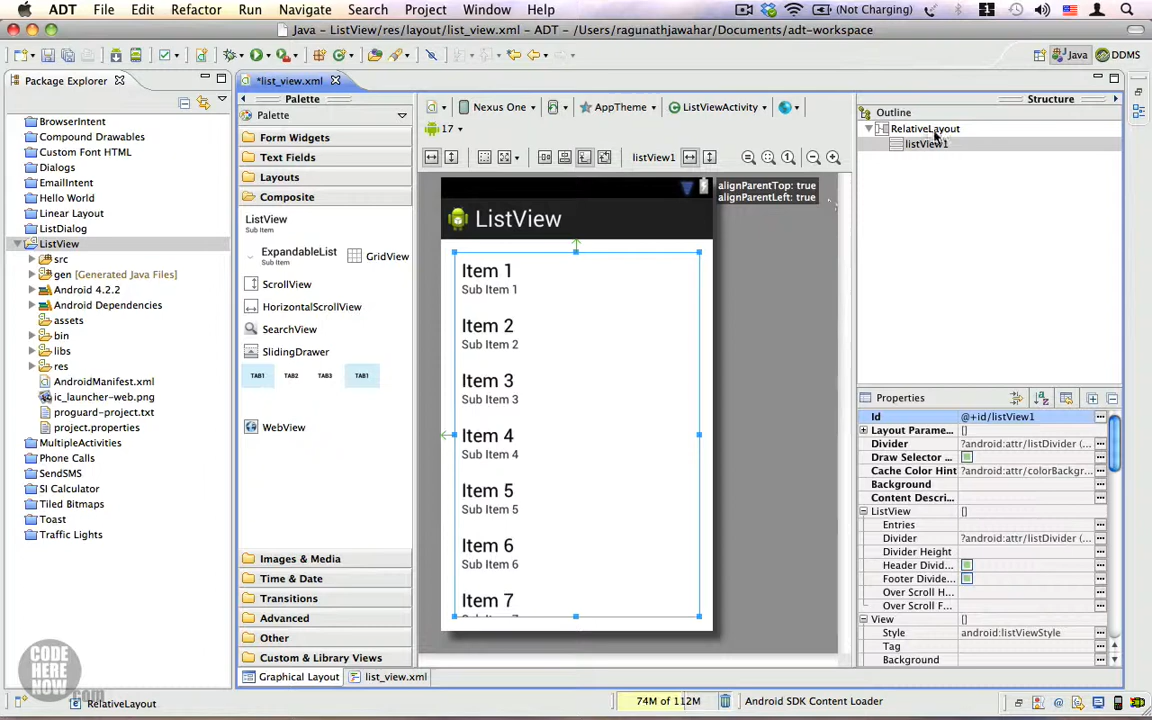 ADT File Edit Refactor Run Navigate Search Project Window Help (Not Charging) 1
Java – ListView/res/layout/list_view.xml – ADT – /Users/ragunathjawahar/Documents/adt-workspace
Java DDMS
Package Explorer
BrowserIntent
Compound Drawables
Custom Font HTML
Dialogs
EmailIntent
Hello World
Linear Layout
ListDialog
ListView
src
gen [Generated Java Files]
Android 4.2.2
Android Dependencies
assets
bin
libs
res
AndroidManifest.xml
ic_launcher-web.png
proguard-project.txt
project.properties
MultipleActivities
Phone Calls
SendSMS
SI Calculator
Tiled Bitmaps
Toast
Traffic Lights
*list_view.xml
Palette
Palette
Form Widgets
Text Fields
Layouts
Composite
ListView
Sub Item
ExpandableList
Sub Item
GridView
ScrollView
HorizontalScrollView
SearchView
SlidingDrawer
TAB1 TAB2 TAB3 TAB1
WebView
Images & Media
Time & Date
Transitions
Advanced
Other
Custom & Library Views
Graphical Layout list_view.xml
Nexus One AppTheme ListViewActivity
17
listView1
alignParentTop: true
alignParentLeft: true
ListView
Item 1
Sub Item 1
Item 2
Sub Item 2
Item 3
Sub Item 3
Item 4
Sub Item 4
Item 5
Sub Item 5
Item 6
Sub Item 6
Item 7
Structure
Outline
RelativeLayout
listView1
Properties
Id @+id/listView1
Layout Parame... []
Divider ?android:attr/listDivider (...
Draw Selector ...
Cache Color Hint ?android:attr/colorBackgr...
Background
Content Descri...
ListView []
Entries
Divider ?android:attr/listDivider (...
Divider Height
Header Divid...
Footer Divide...
Over Scroll H...
Over Scroll F...
View []
Style android:listViewStyle
Tag
Background
CODE
HERE
NOW
.com
RelativeLayout
74M of 112M
Android SDK Content Loader